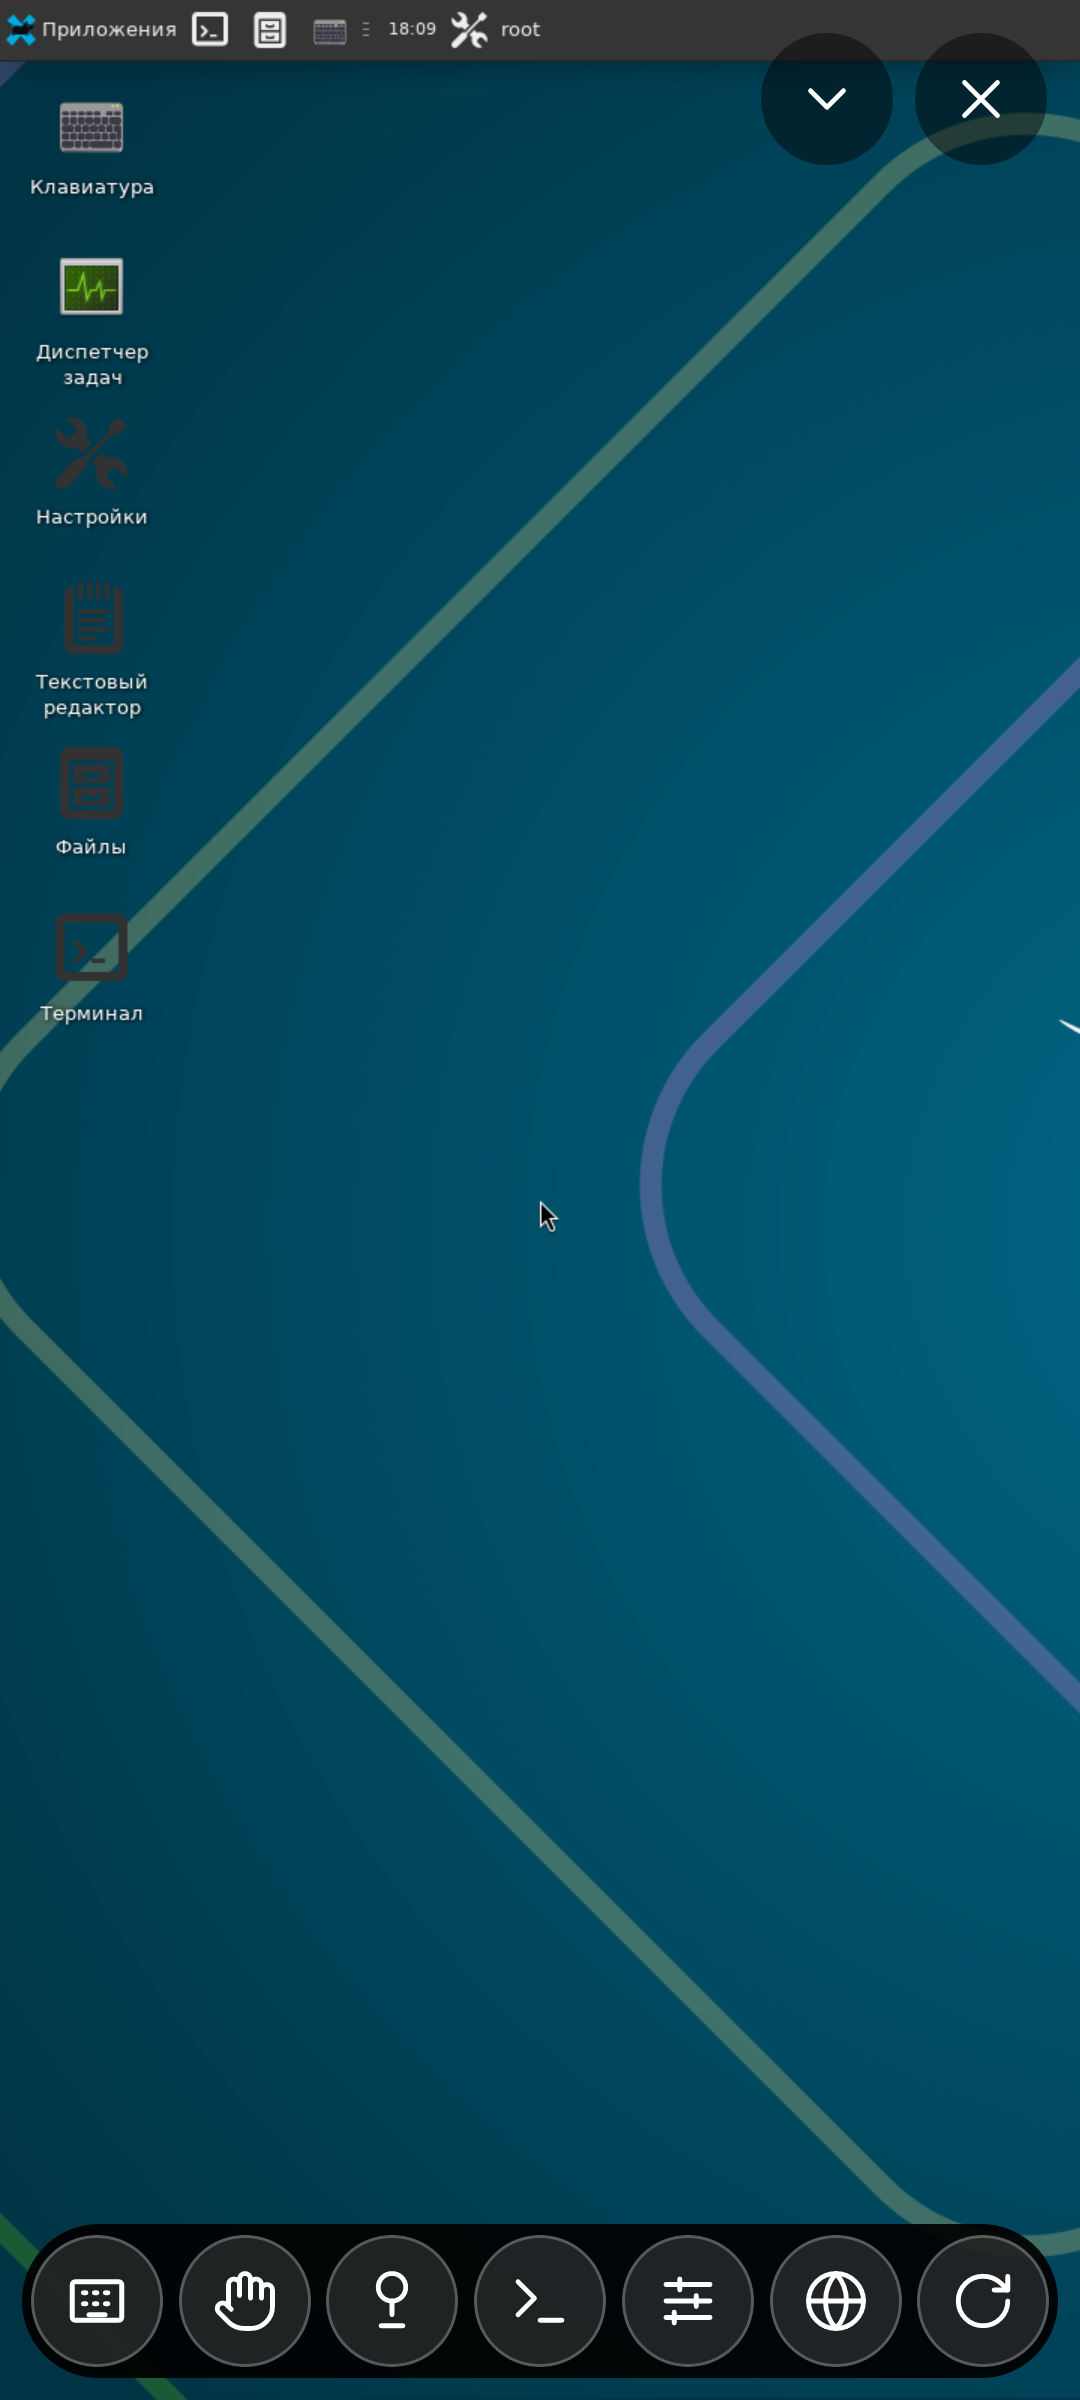 Приложения 18:09 root
Клавиатура
Диспетчер
задач
Настройки
Текстовый
редактор
Файлы
Терминал